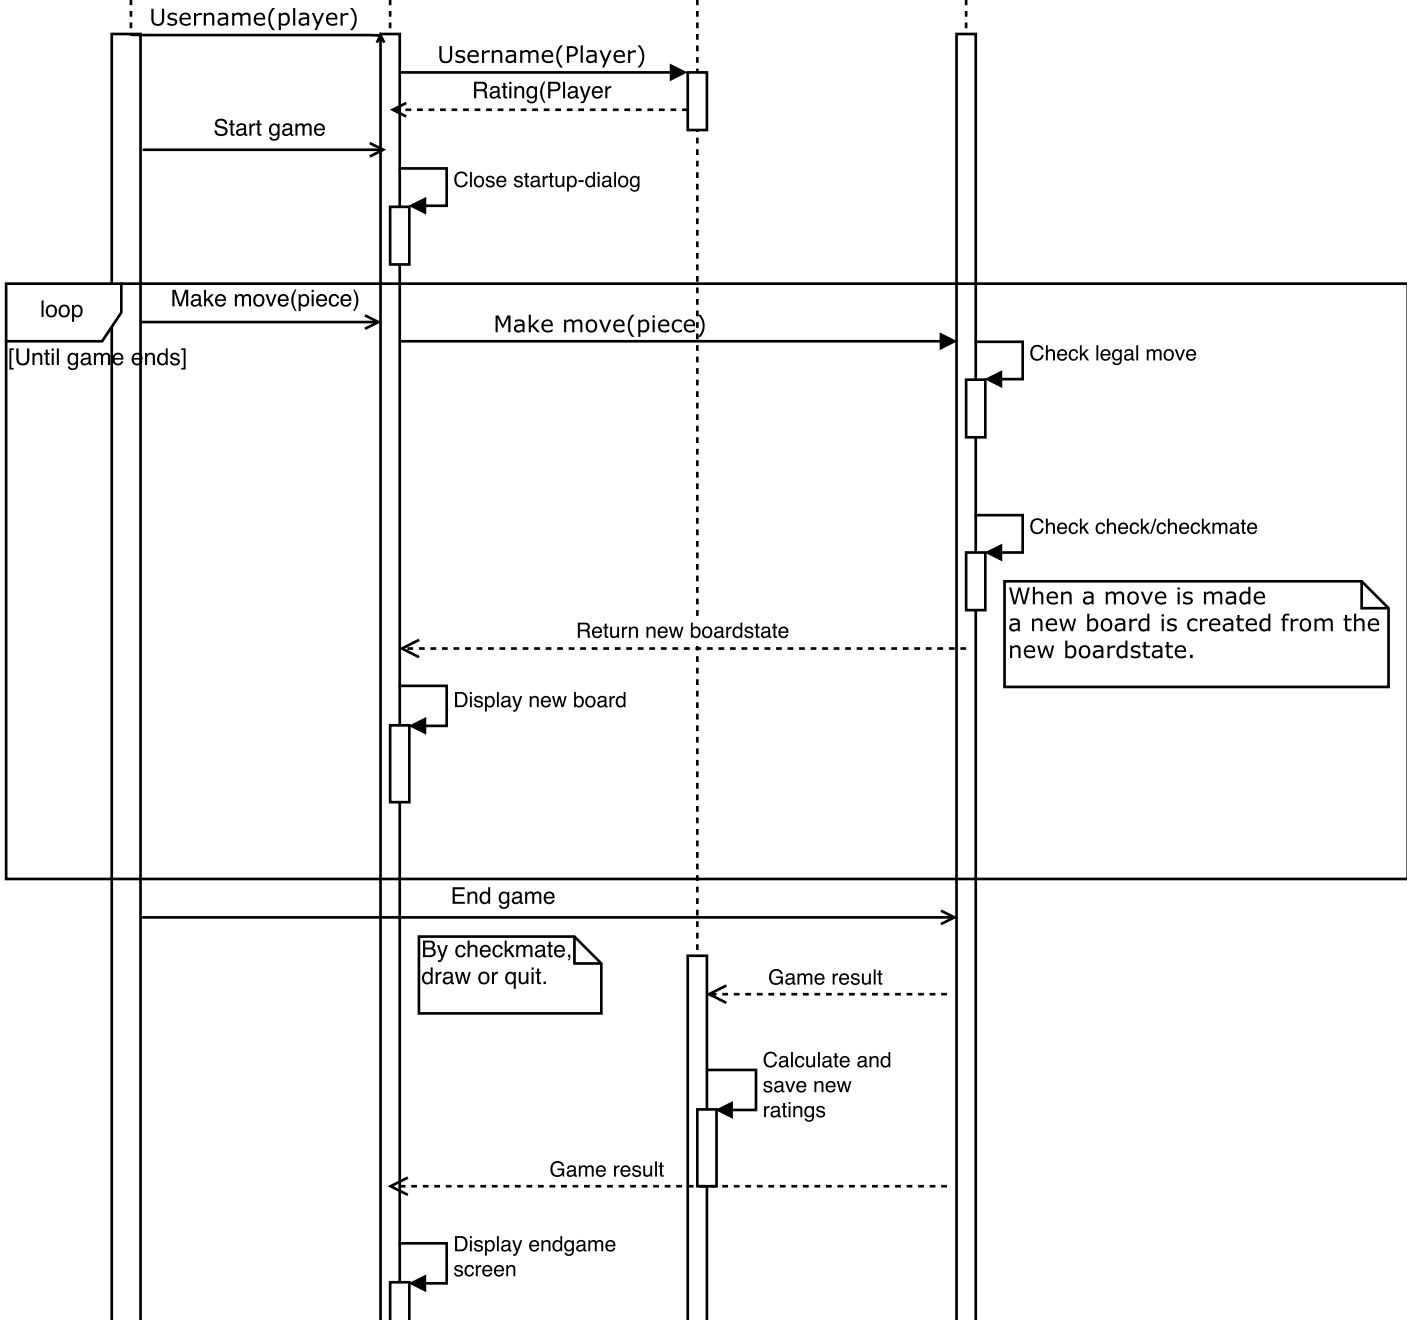 Username(player)
Username(Player)
Rating(Player
Start game
Close startup-dialog
loop
Make move(piece)
Make move(piece)
[Until game ends]
Check legal move
Check check/checkmate
When a move is made
a new board is created from the
new boardstate.
Return new boardstate
Display new board
End game
By checkmate,
draw or quit.
Game result
Calculate and
save new
ratings
Game result
Display endgame
screen